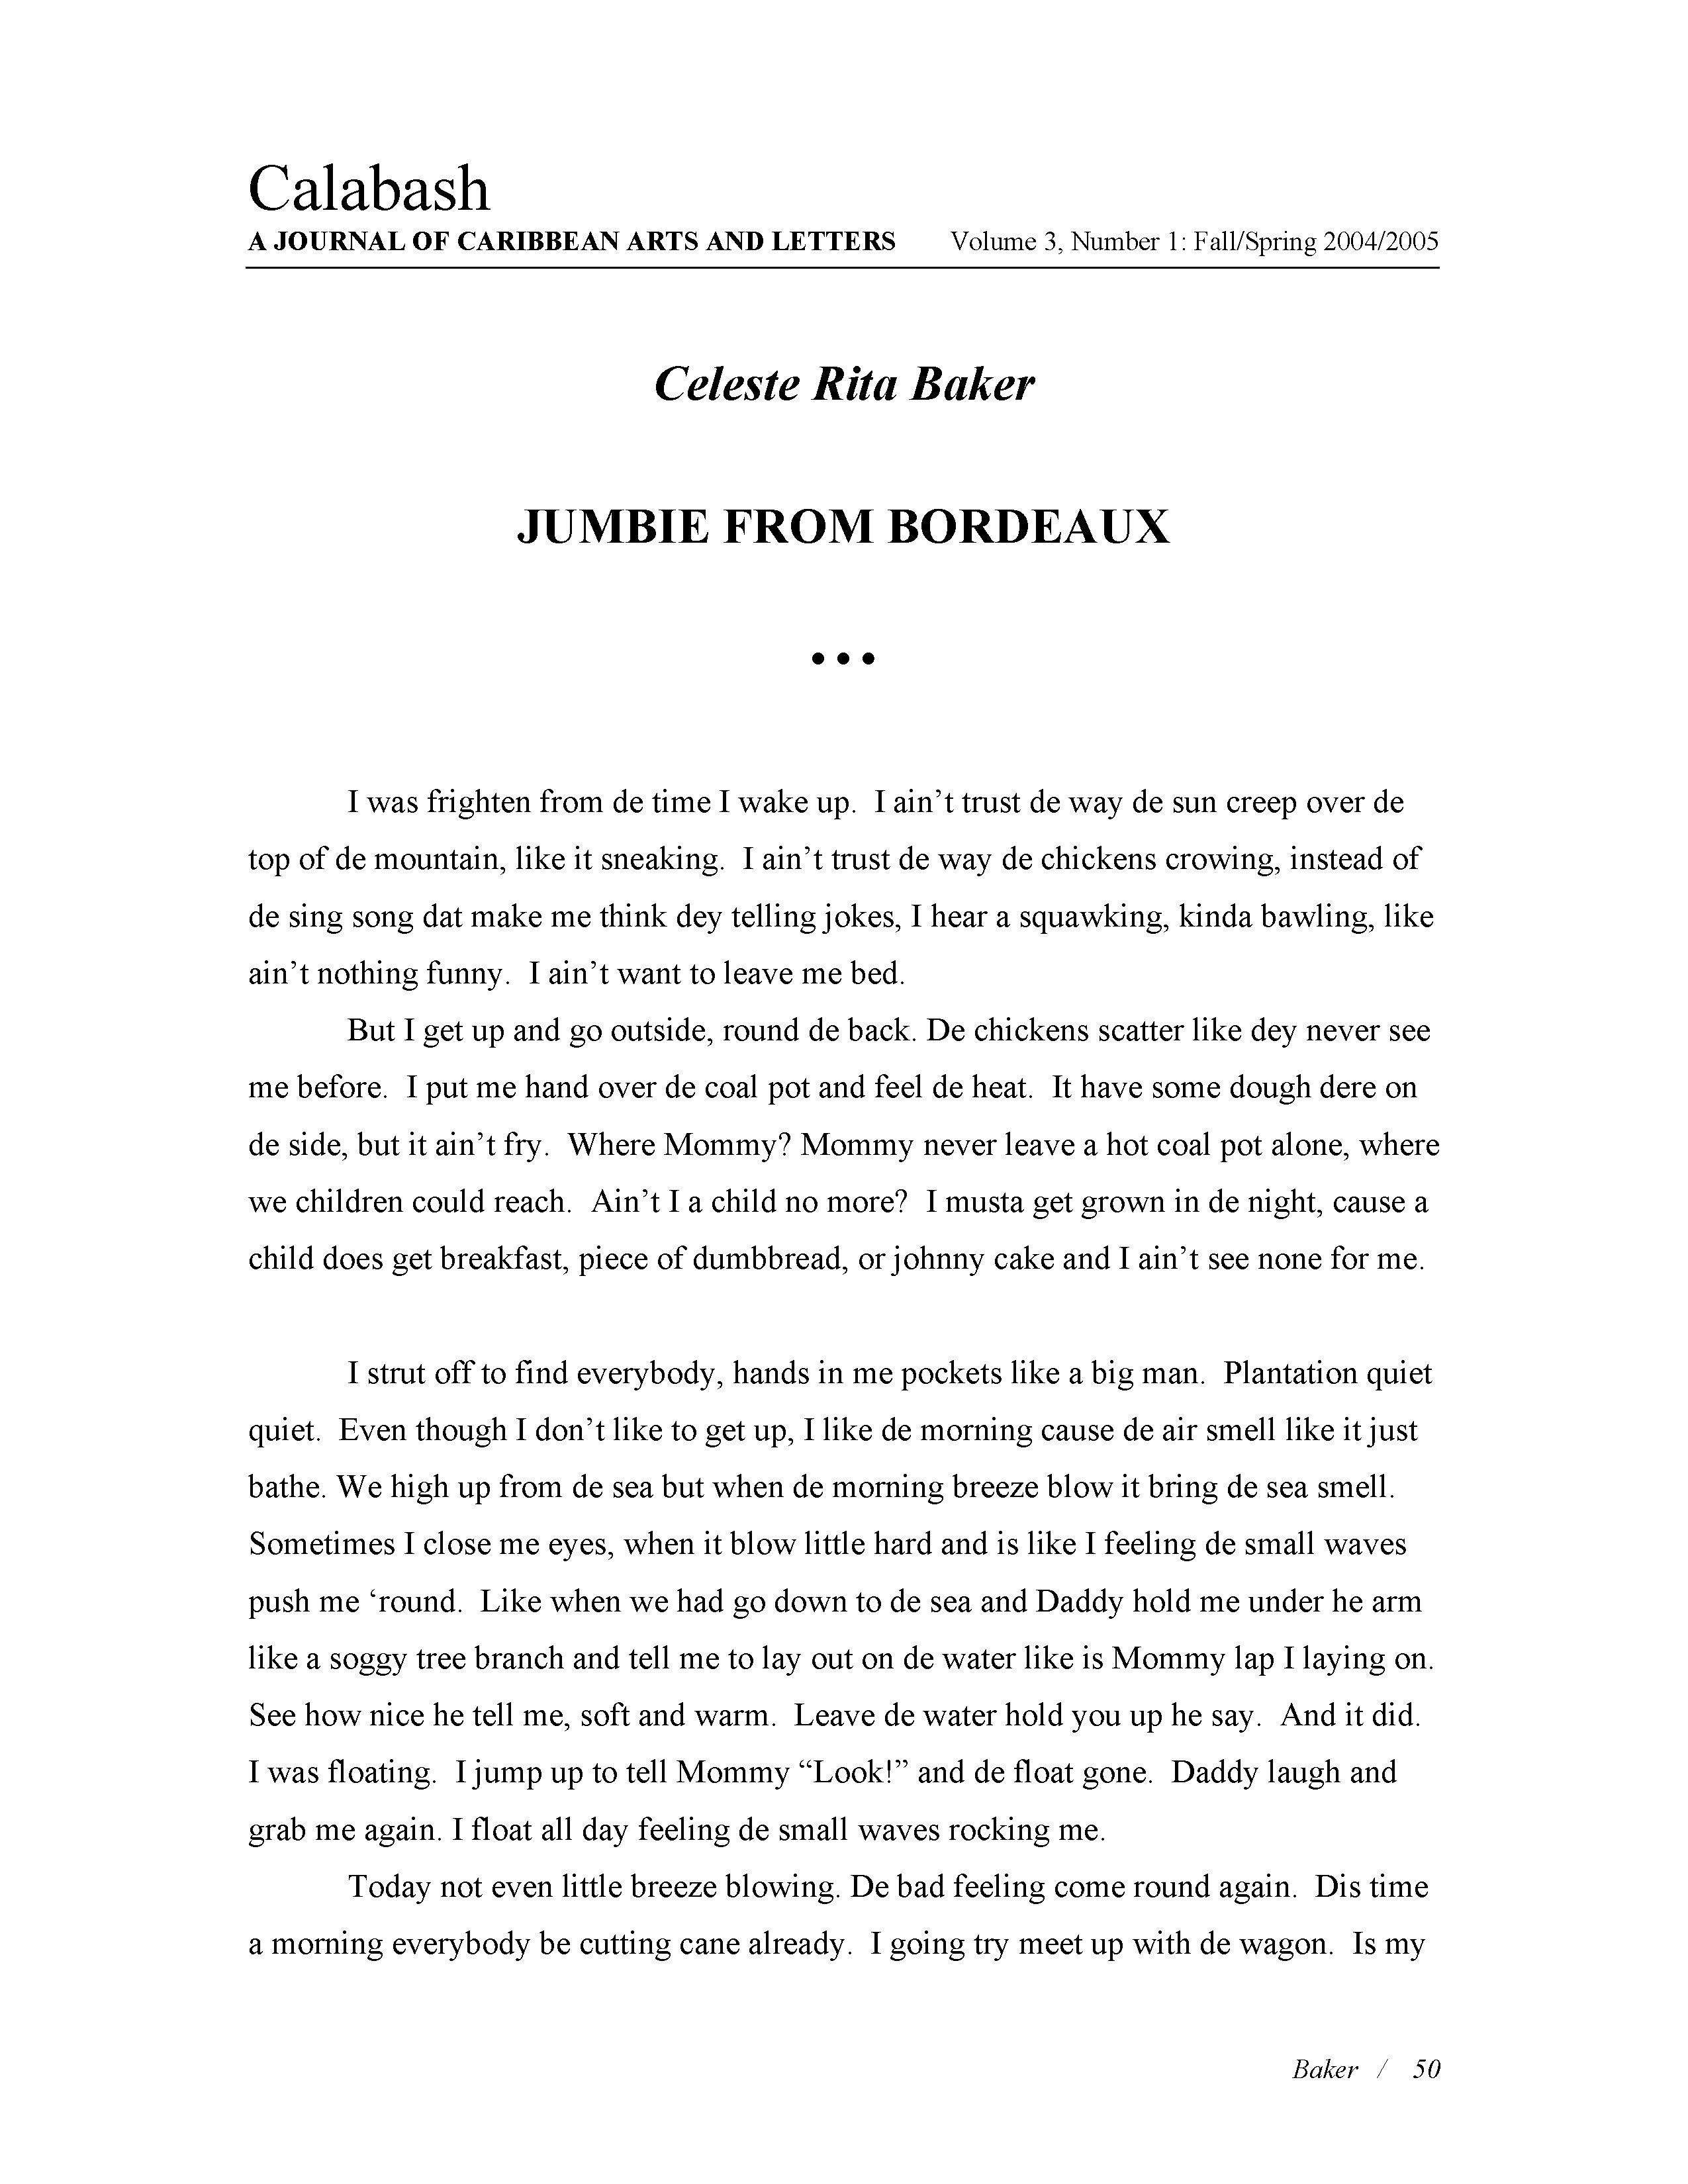 Calabash
A JOURNAL OF CARIBBEAN ARTS AND LETTERS Volume 3, Number 1: Fall/Spring 2004/2005
Celeste Rita Baker
JUMBIE FROM BORDEAUX
• • •
I was frighten from de time I wake up.  I ain’t trust de way de sun creep over de
top of de mountain, like it sneaking.  I ain’t trust de way de chickens crowing, instead of
de sing song dat make me think dey telling jokes, I hear a squawking, kinda bawling, like
ain’t nothing funny.  I ain’t want to leave me bed.
But I get up and go outside, round de back. De chickens scatter like dey never see
me before.  I put me hand over de coal pot and feel de heat.  It have some dough dere on
de side, but it ain’t fry.  Where Mommy? Mommy never leave a hot coal pot alone, where
we children could reach.  Ain’t I a child no more?  I musta get grown in de night, cause a
child does get breakfast, piece of dumbbread, or johnny cake and I ain’t see none for me.
I strut off to find everybody, hands in me pockets like a big man.  Plantation quiet
quiet.  Even though I don’t like to get up, I like de morning cause de air smell like it just
bathe. We high up from de sea but when de morning breeze blow it bring de sea smell.
Sometimes I close me eyes, when it blow little hard and is like I feeling de small waves
push me ‘round.  Like when we had go down to de sea and Daddy hold me under he arm
like a soggy tree branch and tell me to lay out on de water like is Mommy lap I laying on.
See how nice he tell me, soft and warm.  Leave de water hold you up he say.  And it did.
I was floating.  I jump up to tell Mommy “Look!” and de float gone.  Daddy laugh and
grab me again. I float all day feeling de small waves rocking me.
Today not even little breeze blowing. De bad feeling come round again.  Dis time
a morning everybody be cutting cane already.  I going try meet up with de wagon.  Is my
Baker / 50